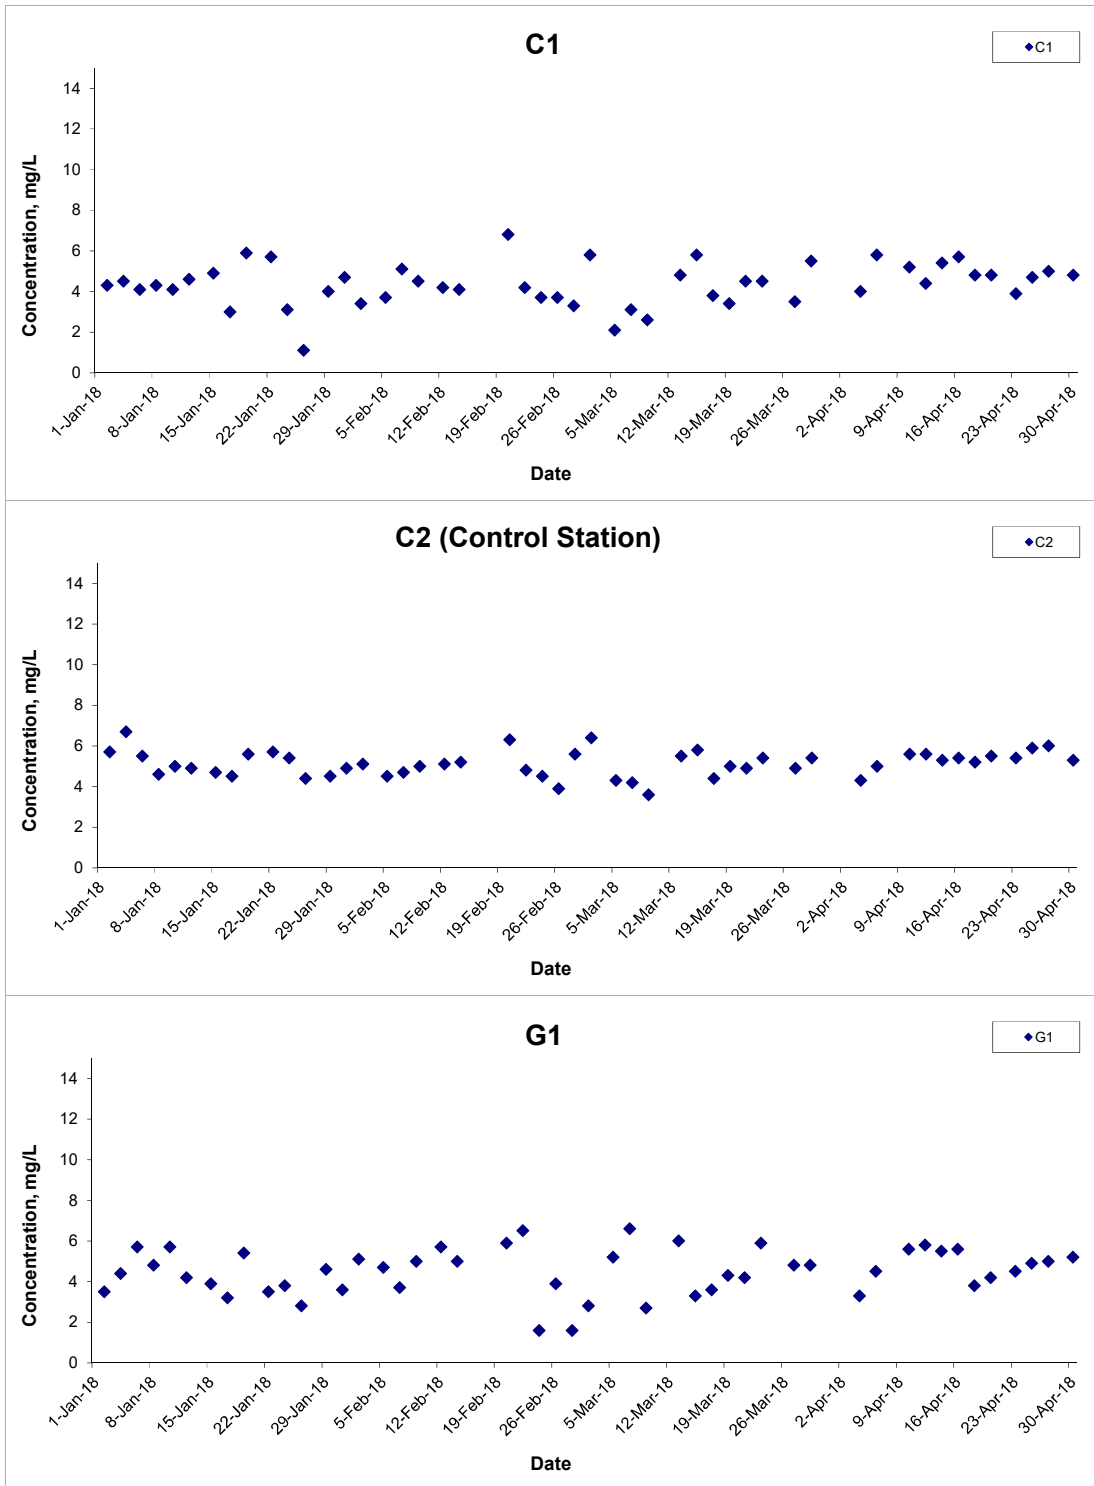 C1
C1
Concentration, mg/L
14
12
10
8
6
4
2
0
1-Jan-18
8-Jan-18
15-Jan-18
22-Jan-18
29-Jan-18
5-Feb-18
12-Feb-18
19-Feb-18
26-Feb-18
5-Mar-18
12-Mar-18
19-Mar-18
26-Mar-18
2-Apr-18
9-Apr-18
16-Apr-18
23-Apr-18
30-Apr-18
Date
C2 (Control Station)
C2
Concentration, mg/L
14
12
10
8
6
4
2
0
1-Jan-18
8-Jan-18
15-Jan-18
22-Jan-18
29-Jan-18
5-Feb-18
12-Feb-18
19-Feb-18
26-Feb-18
5-Mar-18
12-Mar-18
19-Mar-18
26-Mar-18
2-Apr-18
9-Apr-18
16-Apr-18
23-Apr-18
30-Apr-18
Date
G1
G1
Concentration, mg/L
14
12
10
8
6
4
2
0
1-Jan-18
8-Jan-18
15-Jan-18
22-Jan-18
29-Jan-18
5-Feb-18
12-Feb-18
19-Feb-18
26-Feb-18
5-Mar-18
12-Mar-18
19-Mar-18
26-Mar-18
2-Apr-18
9-Apr-18
16-Apr-18
23-Apr-18
30-Apr-18
Date